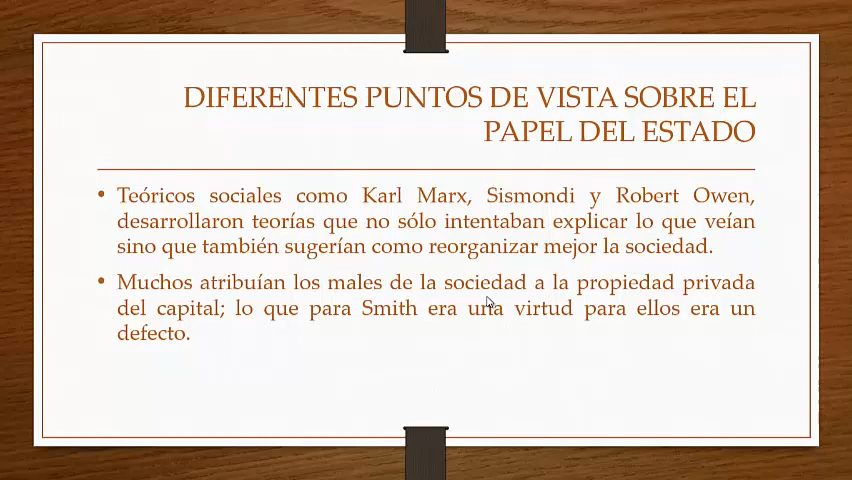 DIFERENTES PUNTOS DE VISTA SOBRE EL
PAPEL DEL ESTADO
• Teóricos sociales como Karl Marx, Sismondi y Robert Owen,
desarrollaron teorías que no sólo intentaban explicar lo que veían
sino que también sugerían como reorganizar mejor la sociedad.
• Muchos atribuían los males de la sociedad a la propiedad privada
del capital; lo que para Smith era una virtud para ellos era un
defecto.